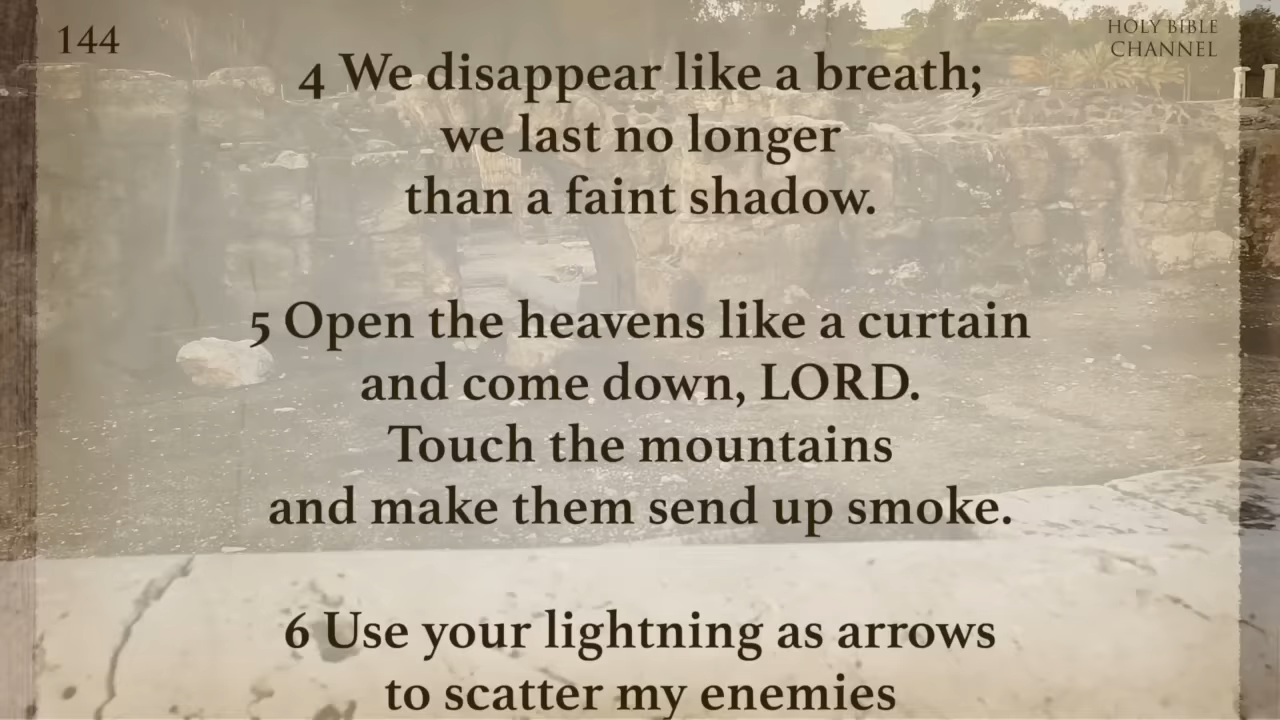 144
HOLY BIBLE
CHANNEL
4 We disappear like a breath;
we last no longer
than a faint shadow.
5 Open the heavens like a curtain
and come down, LORD.
Touch the mountains
and make them send up smoke.
6 Use your lightning as arrows
to scatter my enemies